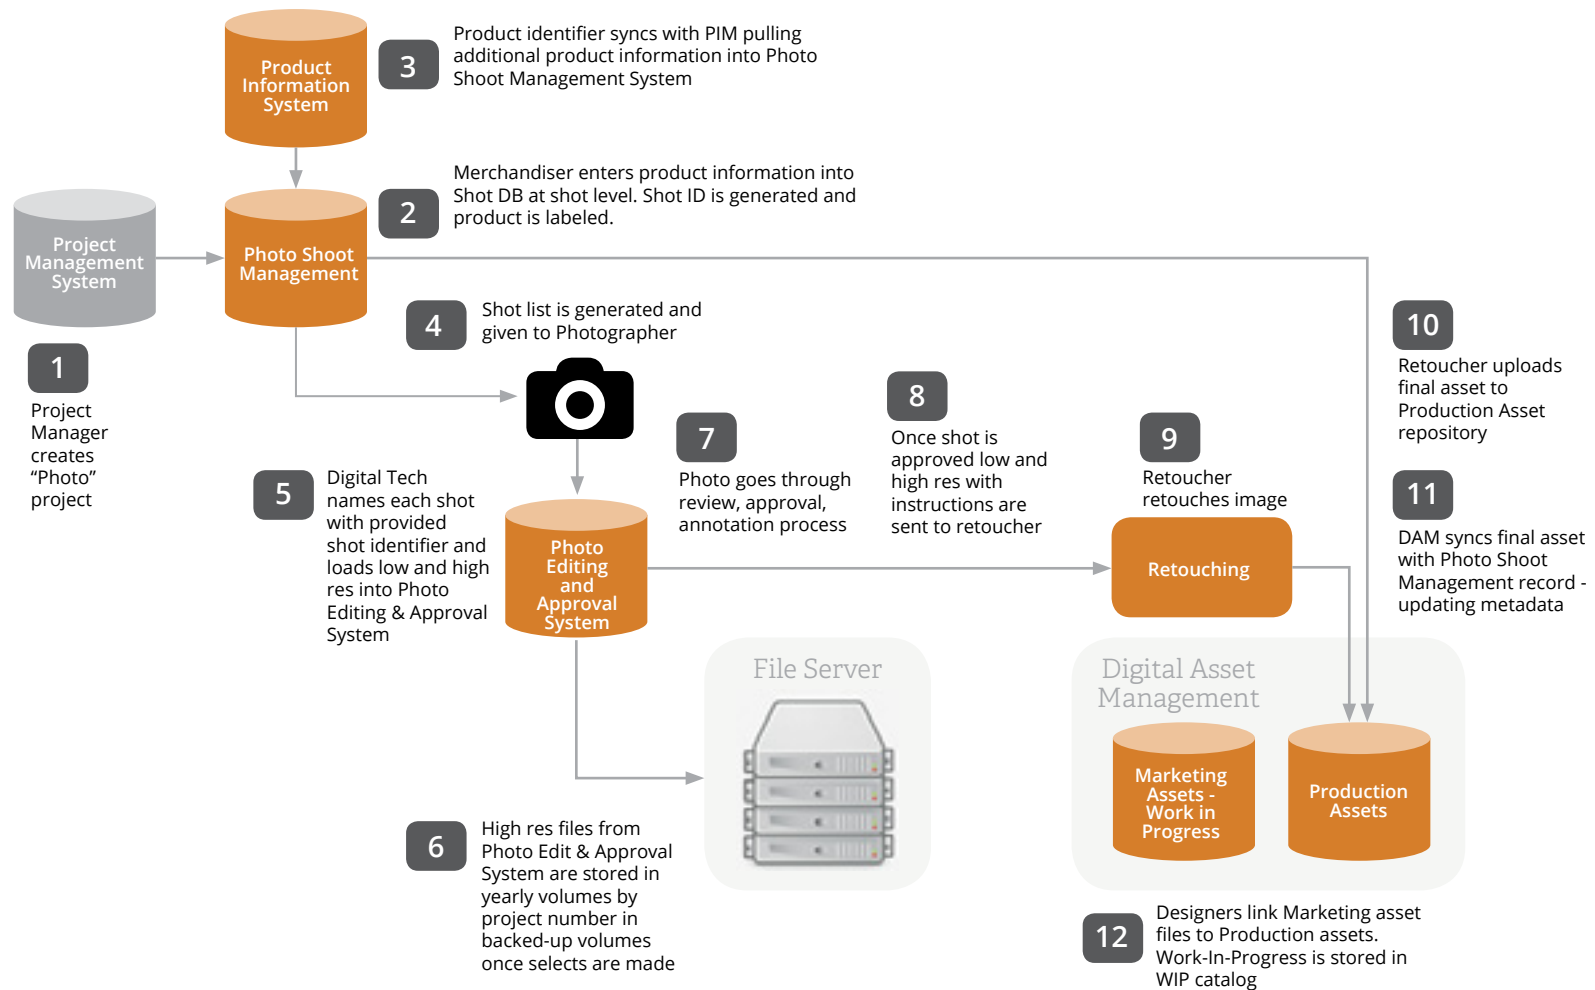 Product
Information
System
3
Product identifier syncs with PIM pulling
additional product information into Photo
Shoot Management System
2
Merchandiser enters product information into
Shot DB at shot level. Shot ID is generated and
product is labeled.
Project
Management
System
Photo Shoot
Management
1
Project
Manager
creates
“Photo”
project
4
Shot list is generated and
given to Photographer
5
Digital Tech
names each shot
with provided
shot identifier and
loads low and high
res into Photo
Editing & Approval
System
Photo
Editing
and
Approval
System
7
Photo goes through
review, approval,
annotation process
8
Once shot is
approved low and
high res with
instructions are
sent to retoucher
9
Retoucher
retouches image
Retouching
10
Retoucher uploads
final asset to
Production Asset
repository
11
DAM syncs final asset
with Photo Shoot
Management record -
updating metadata
File Server
6
High res files from
Photo Edit & Approval
System are stored in
yearly volumes by
project number in
backed-up volumes
once selects are made
Digital Asset
Management
Marketing
Assets -
Work in
Progress
Production
Assets
12
Designers link Marketing asset
files to Production assets.
Work-In-Progress is stored in
WIP catalog